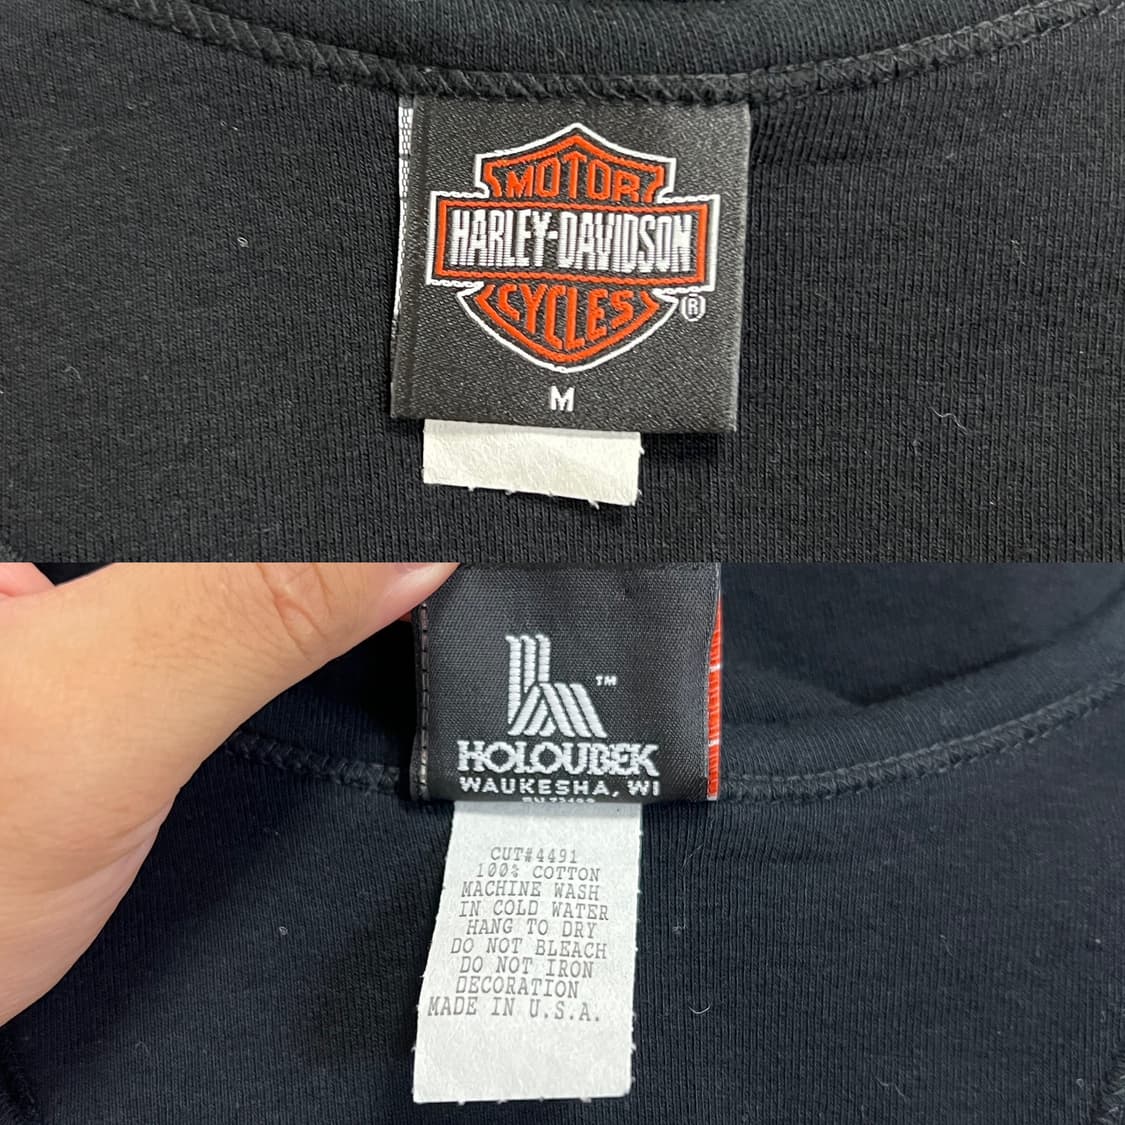 MOTOR
HARLEY-DAVIDSON
CYCLES
®
M
TM
HOLOUBEK
WAUKESHA, WI
CUT#4491
100% COTTON
MACHINE WASH
IN COLD WATER
HANG TO DRY
DO NOT BLEACH
DO NOT IRON
DECORATION
MADE IN U.S.A.